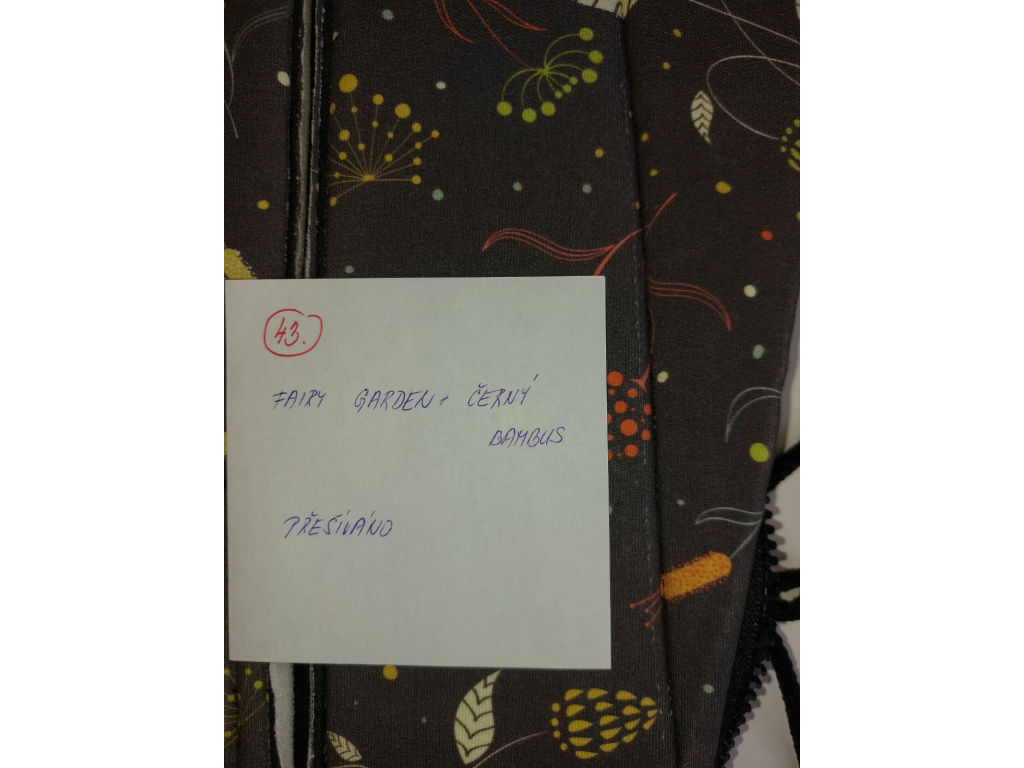 43.
FAIRY GARDEN + ČERNÝ
BAMBUS
PŘEŠÍVÁNO